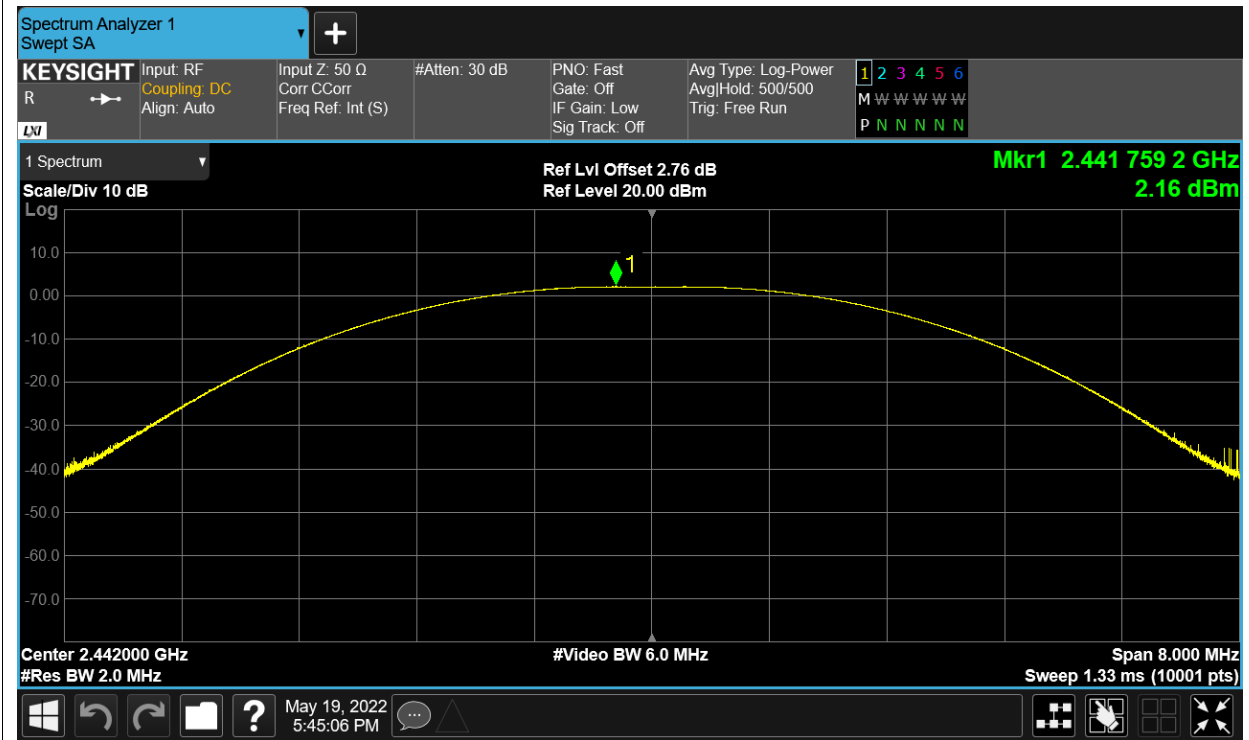 Spectrum Analyzer 1
Swept SA
KEYSIGHT
R
LXI
Input: RF
Coupling: DC
Align: Auto
Input Z: 50 Ω
Corr CCorr
Freq Ref: Int (S)
#Atten: 30 dB
PNO: Fast
Gate: Off
IF Gain: Low
Sig Track: Off
Avg Type: Log-Power
Avg|Hold: 500/500
Trig: Free Run
1 2 3 4 5 6
M W W W W W
P N N N N N
1 Spectrum
Scale/Div 10 dB
Log
Ref Lvl Offset 2.76 dB
Ref Level 20.00 dBm
Mkr1 2.441 759 2 GHz
2.16 dBm
10.0
1
0.00
-10.0
-20.0
-30.0
-40.0
-50.0
-60.0
-70.0
Center 2.442000 GHz
#Res BW 2.0 MHz
#Video BW 6.0 MHz
Span 8.000 MHz
Sweep 1.33 ms (10001 pts)
?
May 19, 2022
5:45:06 PM